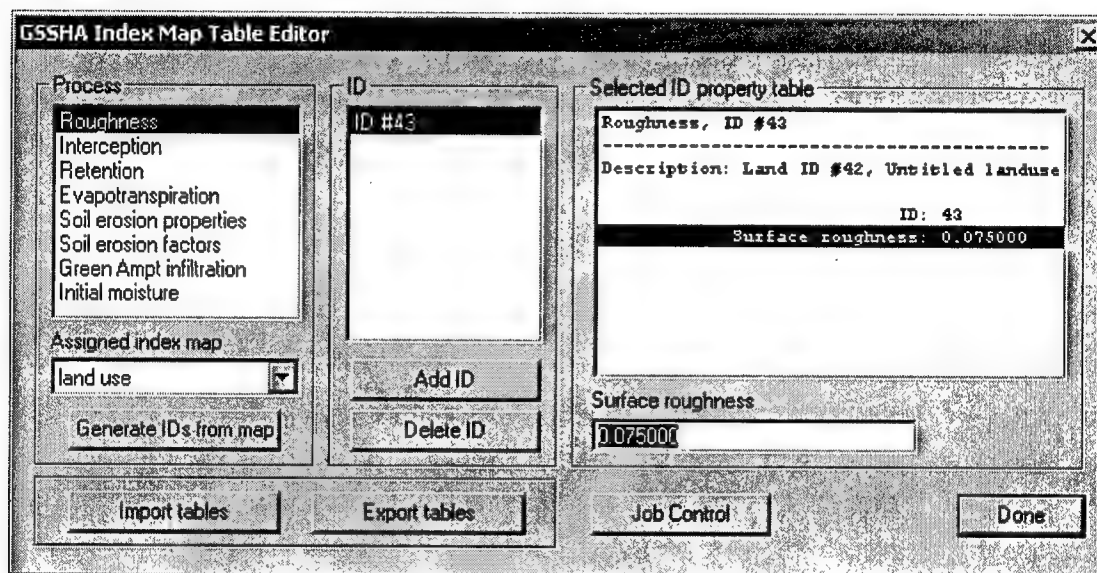 GSSHA Index Map Table Editor
Process
Roughness
Interception
Retention
Evapotranspiration
Soil erosion properties
Soil erosion factors
Green Ampt infiltration
Initial moisture
Assigned index map
land use
Generate IDs from map
ID
ID #43
Add ID
Delete ID
Selected ID property table
Roughness, ID #43
----------------------------------------------
Description: Land ID #42, Untitled landuse
ID: 43
Surface roughness: 0.075000
Surface roughness
0.075000
Import tables
Export tables
Job Control
Done